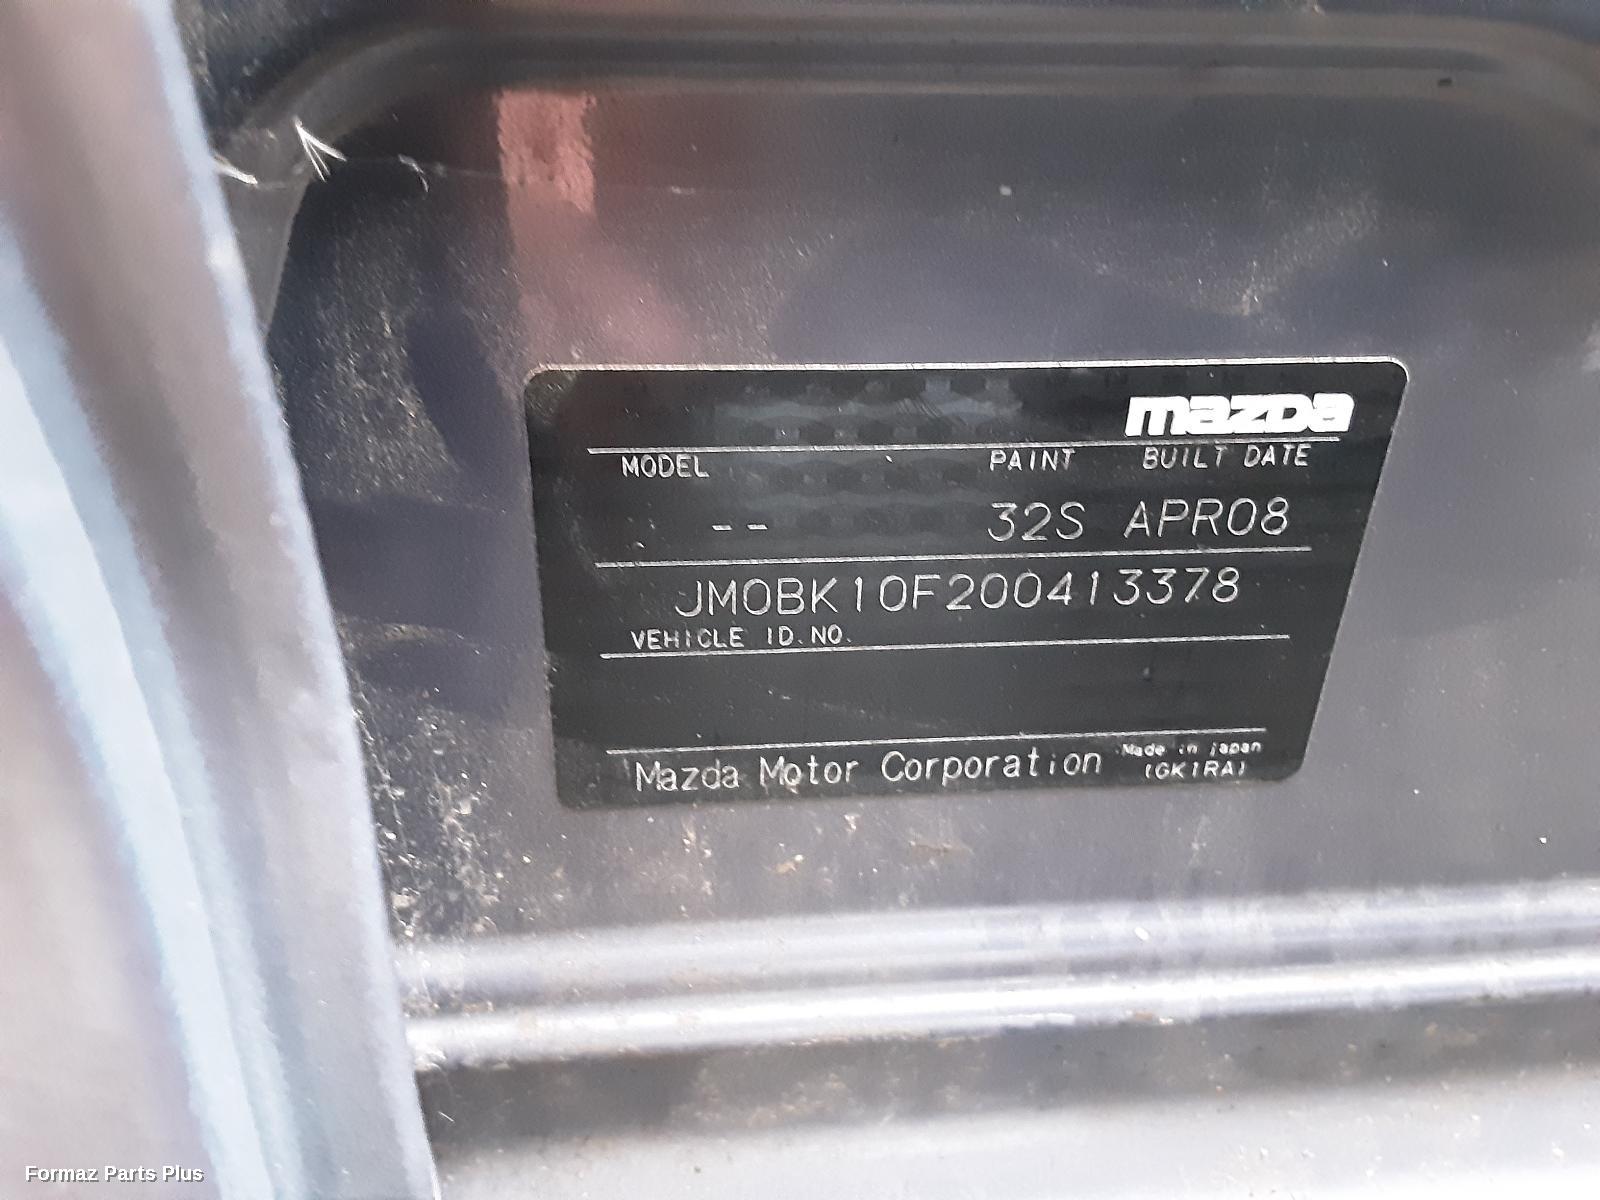 mazda
MODEL PAINT BUILT DATE
-- 32S APR08
JM0BK10F200413378
VEHICLE ID.NO.
Mazda Motor Corporation Made in japan
(GK1RA)
Formaz Parts Plus